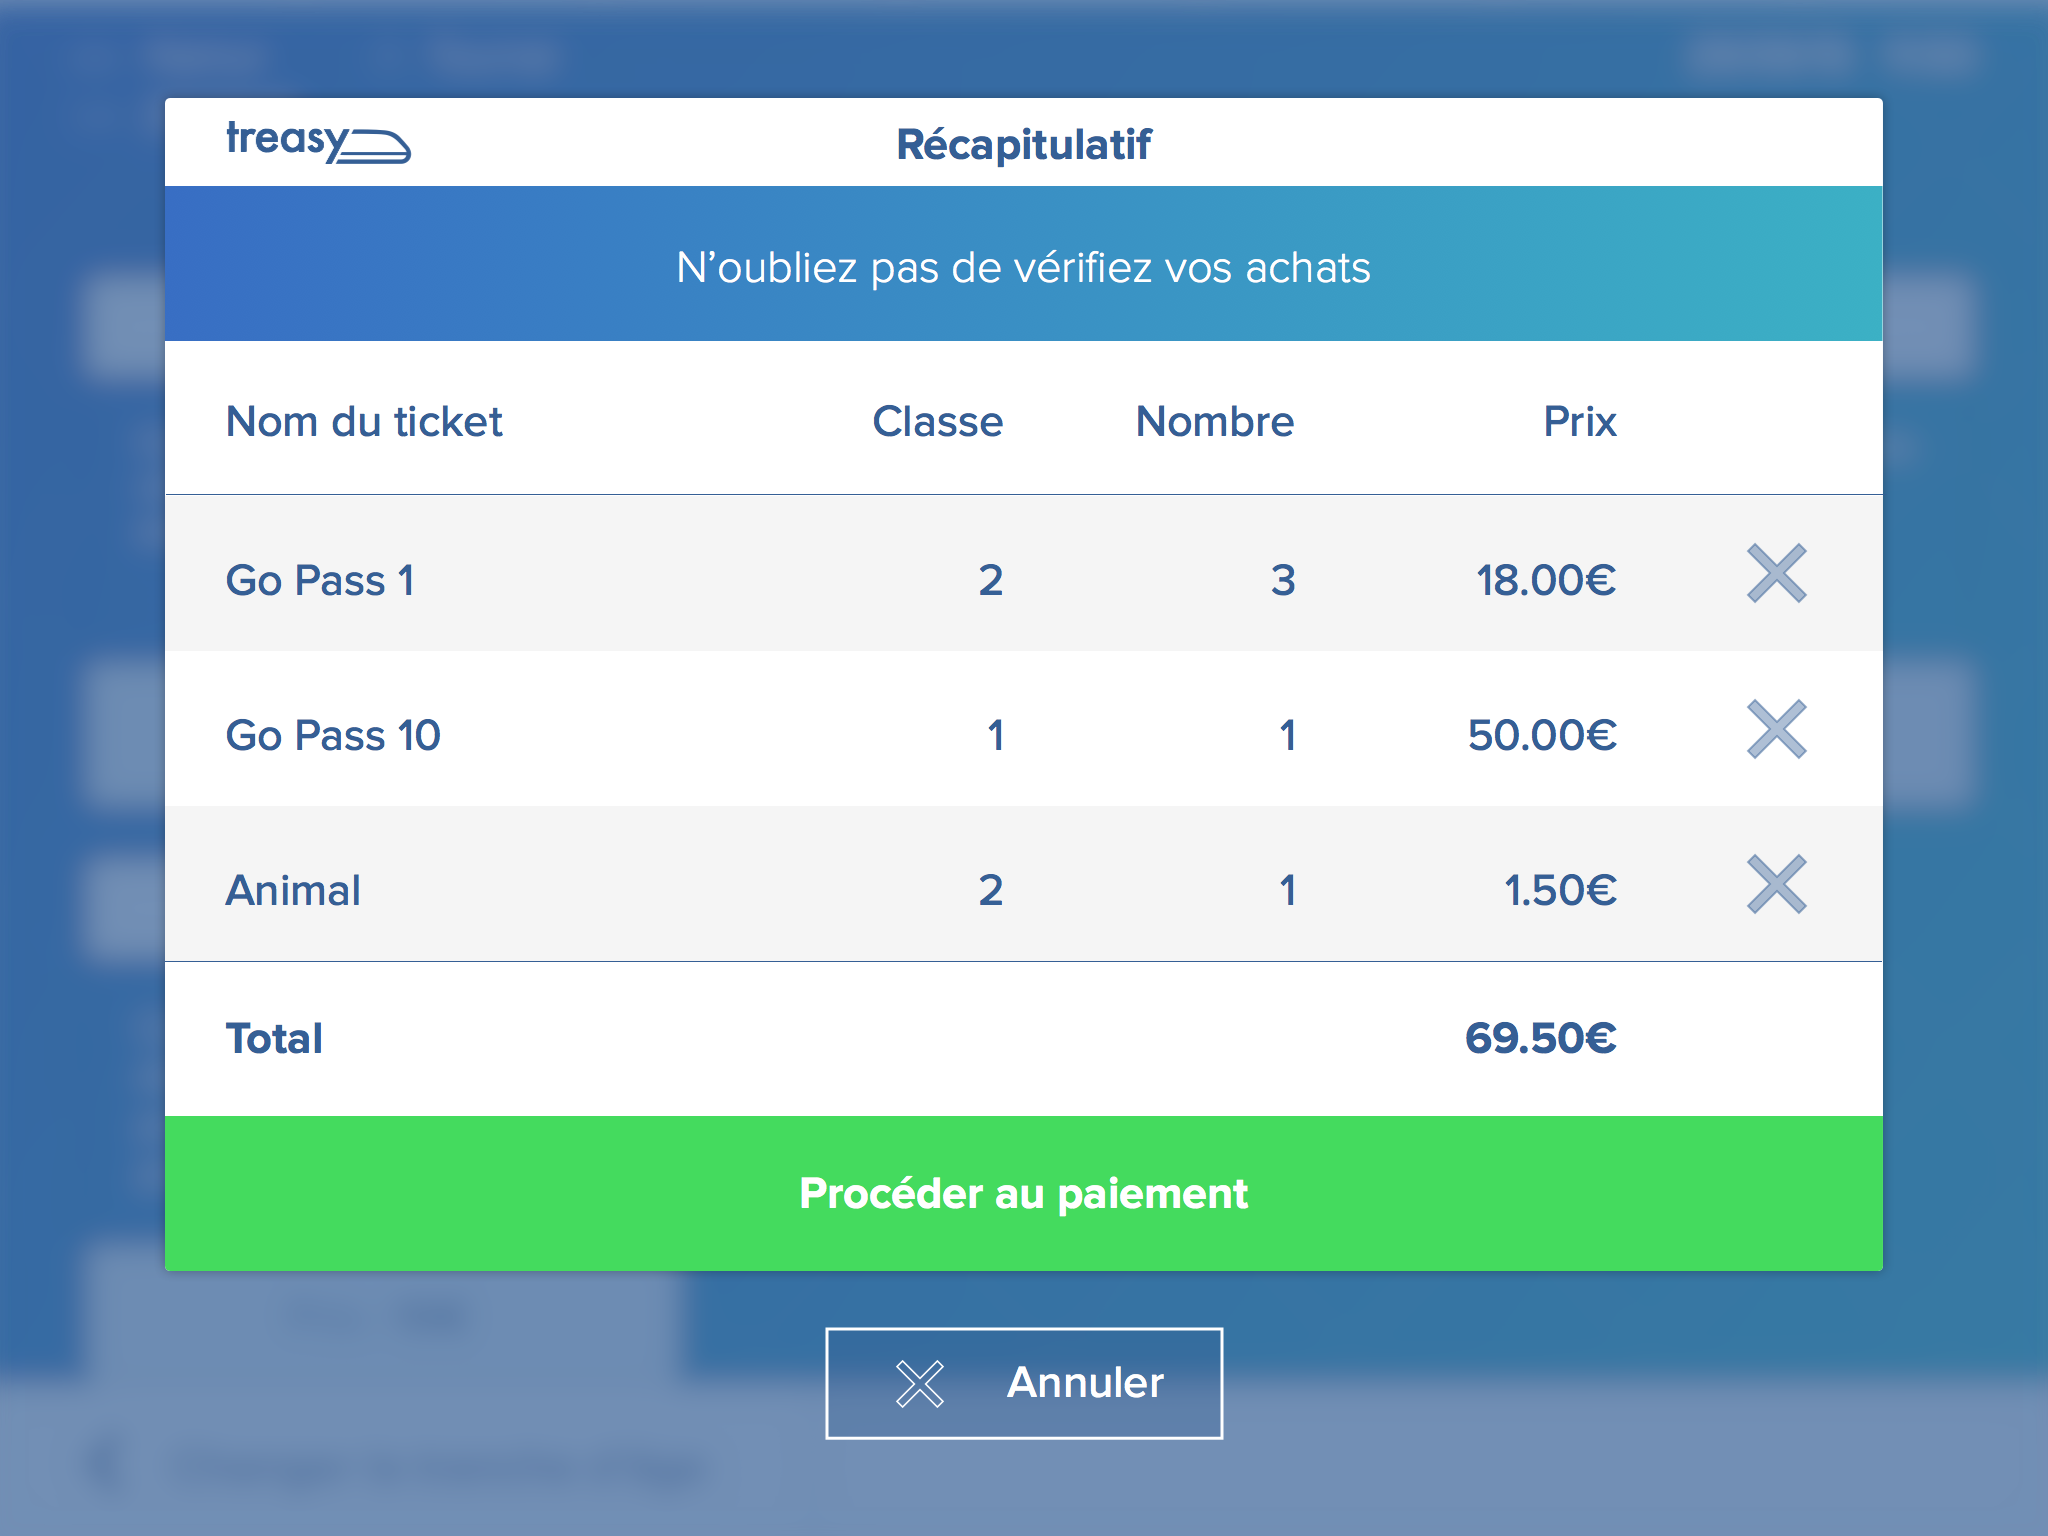 treasy
Récapitulatif
N’oubliez pas de vérifiez vos achats
Nom du ticket Classe Nombre Prix
Go Pass 1 2 3 18.00€
Go Pass 10 1 1 50.00€
Animal 2 1 1.50€
Total 69.50€
Procéder au paiement
Annuler